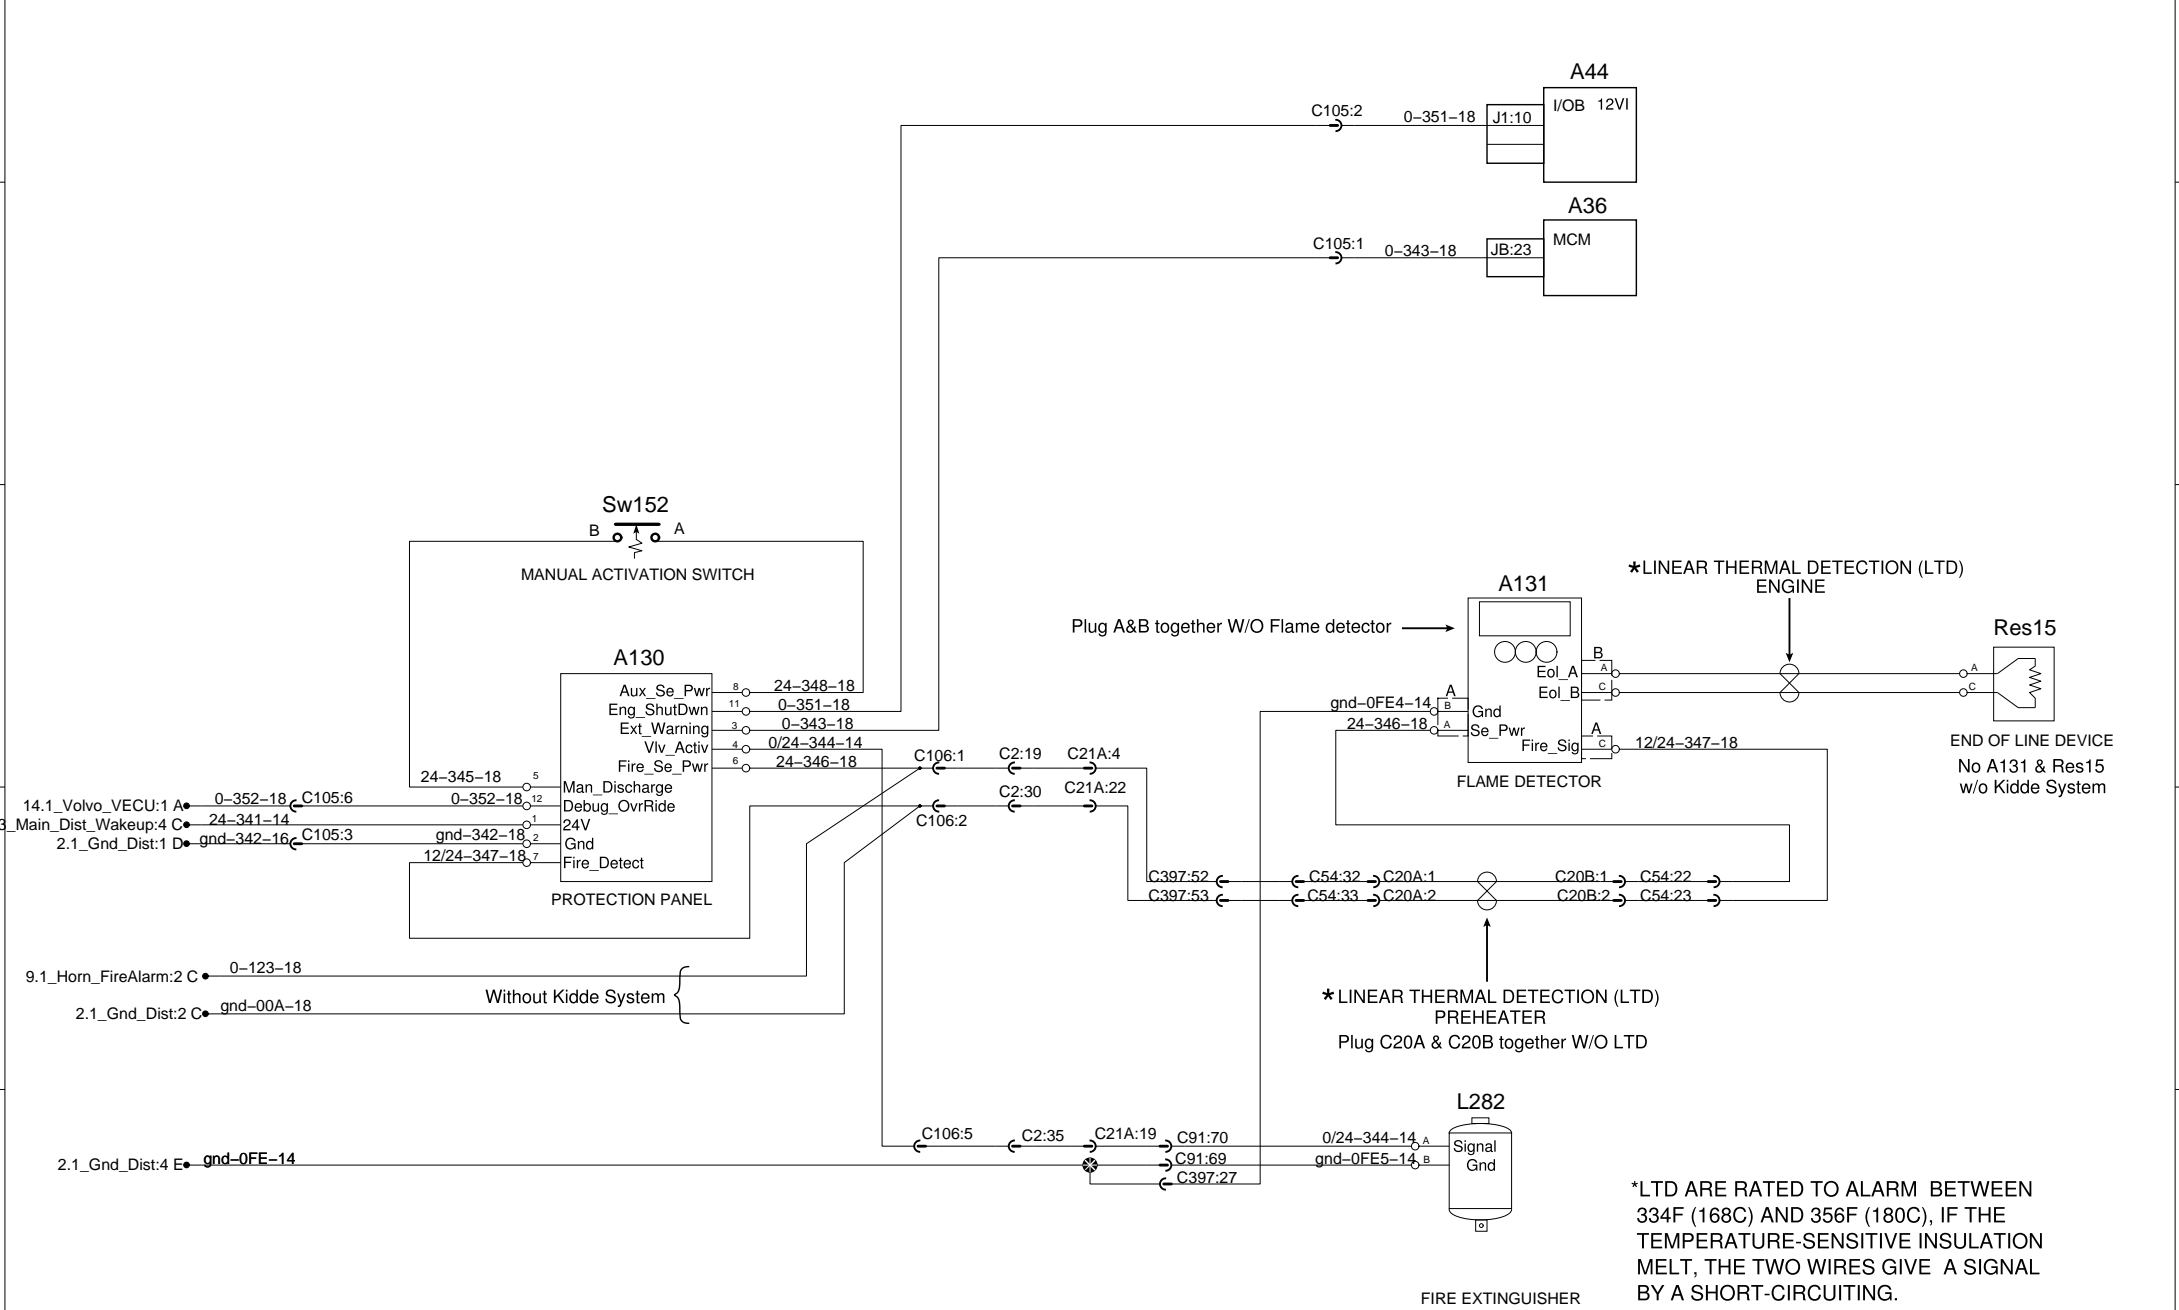 A44
C105:2
0-351-18
J1:10
I/OB 12VI
A36
C105:1
0-343-18
JB:23
MCM
Sw152
B
A
MANUAL ACTIVATION SWITCH
*LINEAR THERMAL DETECTION (LTD)
ENGINE
A131
Plug A&B together W/O Flame detector
Res15
A130
B
Eol_A
A
A
Eol_B
C
C
Aux_Se_Pwr
8
24-348-18
Eng_ShutDwn
11
0-351-18
Ext_Warning
3
0-343-18
Vlv_Activ
4
0/24-344-14
Fire_Se_Pwr
6
24-346-18
gnd-0FE4-14
A
B
Gnd
24-346-18
A
Se_Pwr
A
Fire_Sig
C
12/24-347-18
FLAME DETECTOR
END OF LINE DEVICE
No A131 & Res15
w/o Kidde System
C106:1
C2:19
C21A:4
C2:30
C21A:22
C106:2
24-345-18
5
Man_Discharge
14.1_Volvo_VECU:1 A
0-352-18
C105:6
0-352-18
12
Debug_OvrRide
3_Main_Dist_Wakeup:4 C
24-341-14
1
24V
2.1_Gnd_Dist:1 D
gnd-342-16
C105:3
gnd-342-18
2
Gnd
12/24-347-18
7
Fire_Detect
PROTECTION PANEL
C397:52
C54:32
C20A:1
C20B:1
C54:22
C397:53
C54:33
C20A:2
C20B:2
C54:23
9.1_Horn_FireAlarm:2 C
0-123-18
Without Kidde System
2.1_Gnd_Dist:2 C
gnd-00A-18
*LINEAR THERMAL DETECTION (LTD)
PREHEATER
Plug C20A & C20B together W/O LTD
L282
C106:5
C2:35
C21A:19
C91:70
0/24-344-14
A
Signal
2.1_Gnd_Dist:4 E
gnd-0FE-14
C91:69
gnd-0FE5-14
B
Gnd
C397:27
*LTD ARE RATED TO ALARM BETWEEN
334F (168C) AND 356F (180C), IF THE
TEMPERATURE-SENSITIVE INSULATION
MELT, THE TWO WIRES GIVE A SIGNAL
BY A SHORT-CIRCUITING.
FIRE EXTINGUISHER